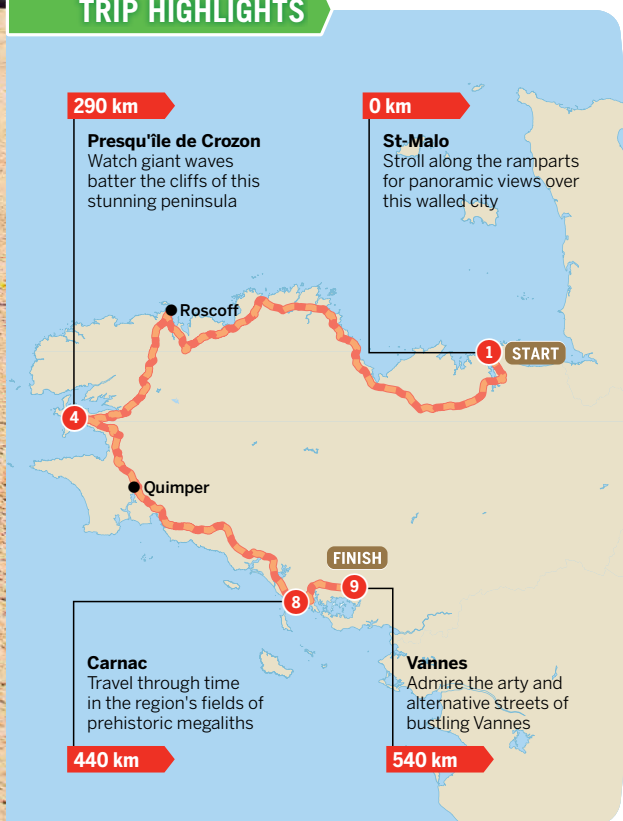 TRIP HIGHLIGHTS
290 km
Presqu'île de Crozon
Watch giant waves
batter the cliffs of this
stunning peninsula
0 km
St-Malo
Stroll along the ramparts
for panoramic views over
this walled city
Roscoff
1 START
4
Quimper
FINISH
9
8
Carnac
Travel through time
in the region's fields of
prehistoric megaliths
440 km
Vannes
Admire the arty and
alternative streets of
bustling Vannes
540 km